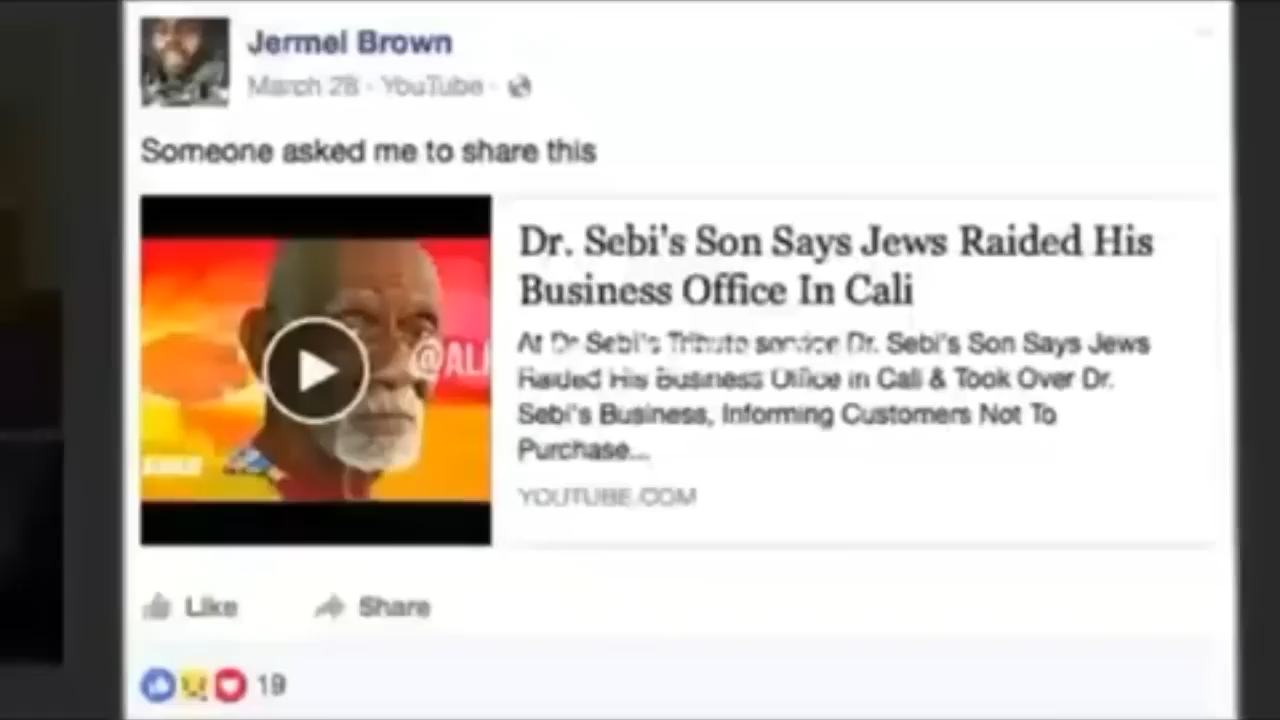 Jermel Brown
March 28 · YouTube ·
Someone asked me to share this
@AL
Dr. Sebi's Son Says Jews Raided His
Business Office In Cali
At Dr Sebi's Tribute service Dr. Sebi's Son Says Jews
Raided His Business Office in Cali & Took Over Dr.
Sebi's Business, Informing Customers Not To
Purchase...
YOUTUBE.COM
Like Share
19